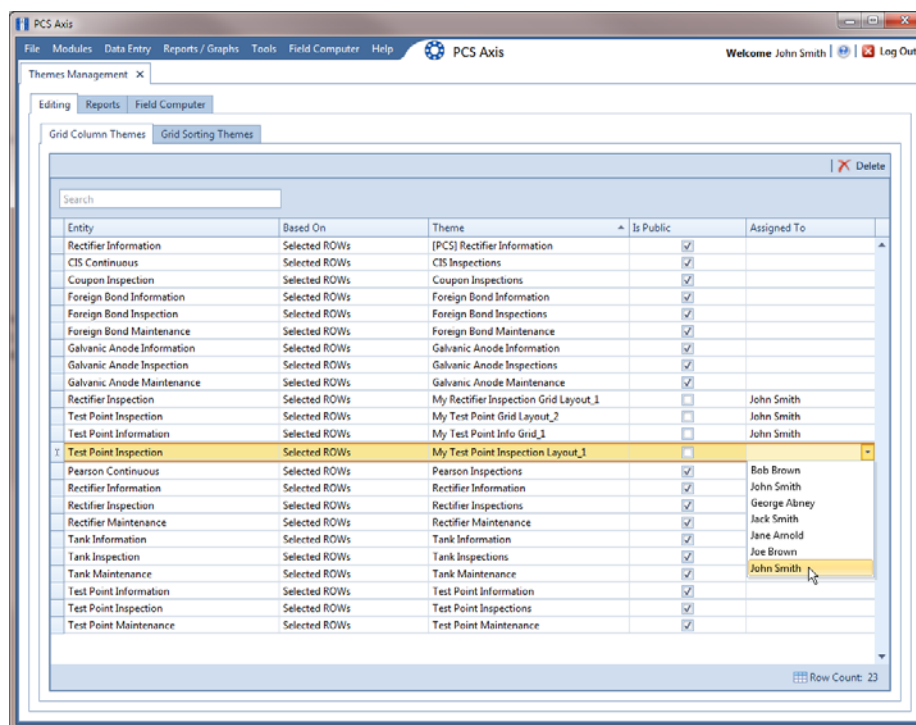 PCS Axis
File Modules Data Entry Reports / Graphs Tools Field Computer Help PCS Axis Welcome John Smith Log Out
Themes Management X
Editing Reports Field Computer
Grid Column Themes Grid Sorting Themes
Delete
Search
Entity Based On Theme Is Public Assigned To
Rectifier Information Selected ROWs [PCS] Rectifier Information
CIS Continuous Selected ROWs CIS Inspections
Coupon Inspection Selected ROWs Coupon Inspections
Foreign Bond Information Selected ROWs Foreign Bond Information
Foreign Bond Inspection Selected ROWs Foreign Bond Inspections
Foreign Bond Maintenance Selected ROWs Foreign Bond Maintenance
Galvanic Anode Information Selected ROWs Galvanic Anode Information
Galvanic Anode Inspection Selected ROWs Galvanic Anode Inspections
Galvanic Anode Maintenance Selected ROWs Galvanic Anode Maintenance
Rectifier Inspection Selected ROWs My Rectifier Inspection Grid Layout_1 John Smith
Test Point Inspection Selected ROWs My Test Point Grid Layout_2 John Smith
Test Point Information Selected ROWs My Test Point Info Grid_1 John Smith
Test Point Inspection Selected ROWs My Test Point Inspection Layout_1
Pearson Continuous Selected ROWs Pearson Inspections Bob Brown
Rectifier Information Selected ROWs Rectifier Information John Smith
Rectifier Inspection Selected ROWs Rectifier Inspections George Abney
Rectifier Maintenance Selected ROWs Rectifier Maintenance Jack Smith
Tank Information Selected ROWs Tank Information Jane Arnold
Tank Inspection Selected ROWs Tank Inspections Joe Brown
Tank Maintenance Selected ROWs Tank Maintenance John Smith
Test Point Information Selected ROWs Test Point Information
Test Point Inspection Selected ROWs Test Point Inspections
Test Point Maintenance Selected ROWs Test Point Maintenance
Row Count: 23